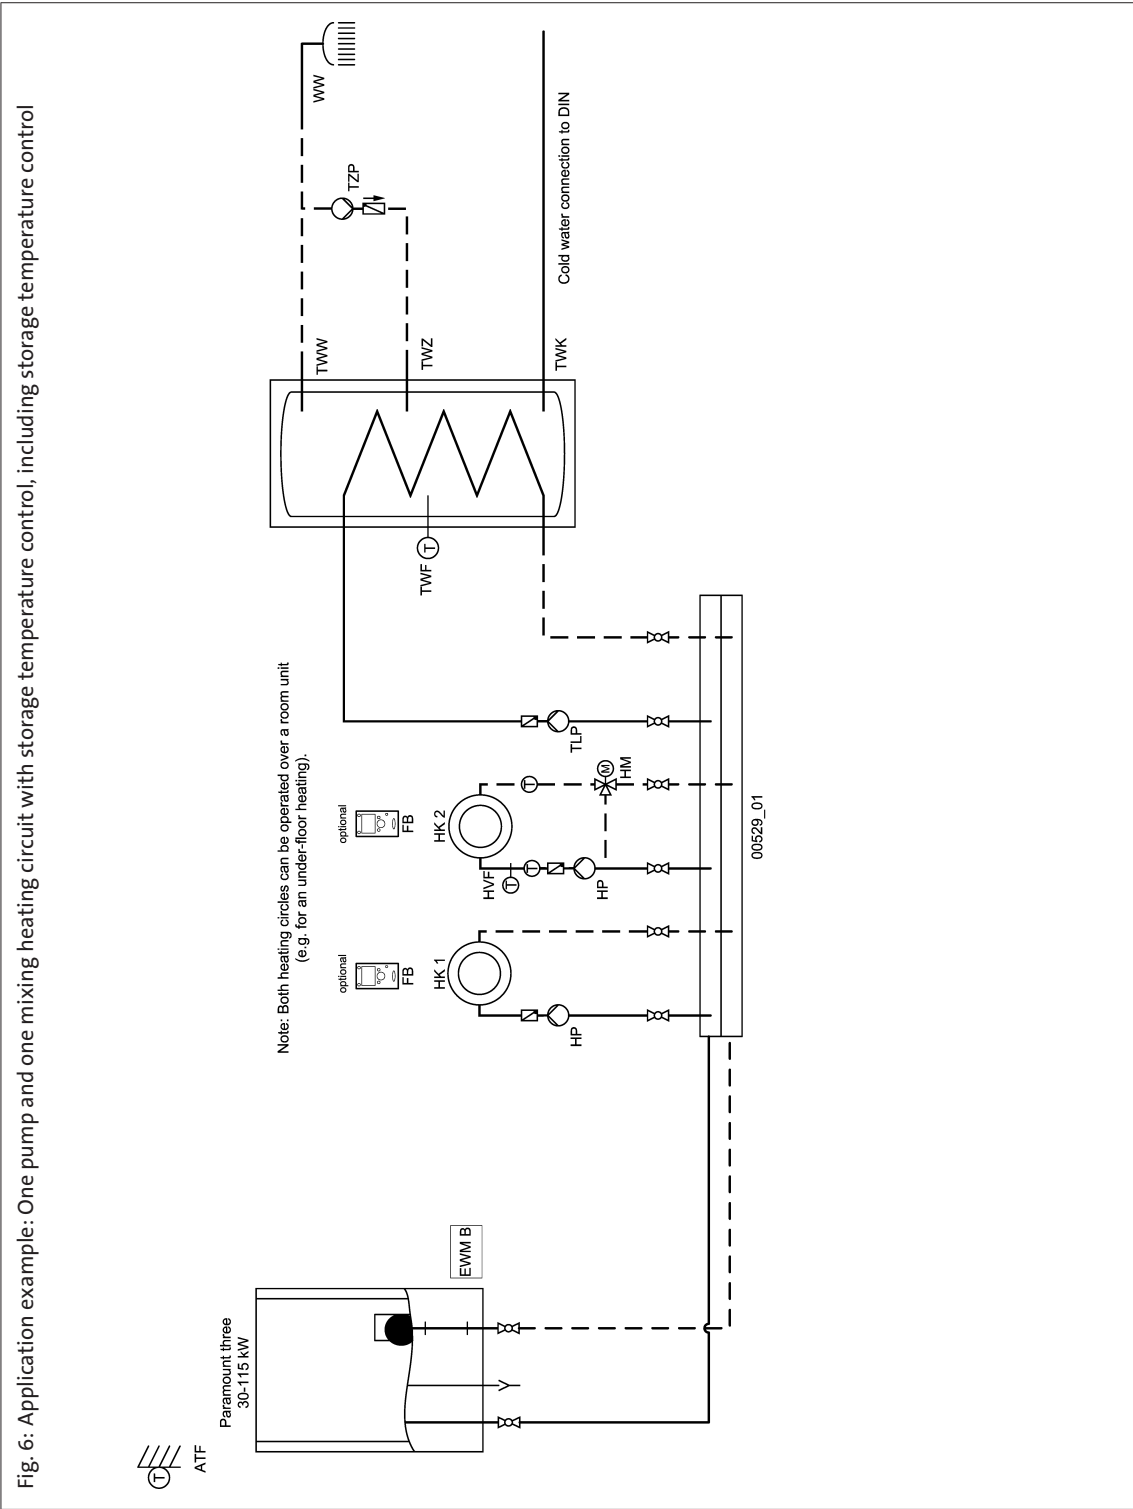 Fig. 6: Application example: One pump and one mixing heating circuit with storage temperature control, including storage temperature control
T
ATF
Paramount three
30-115 kW
EWM B
Note: Both heating circles can be operated over a room unit
(e.g. for an under-floor heating).
optional
FB
HK 1
HP
optional
FB
HK 2
HVF
T
T
HP
T
M
HM
TLP
00529_01
TWF
T
TWW
TWZ
TWK
TZP
WW
Cold water connection to DIN